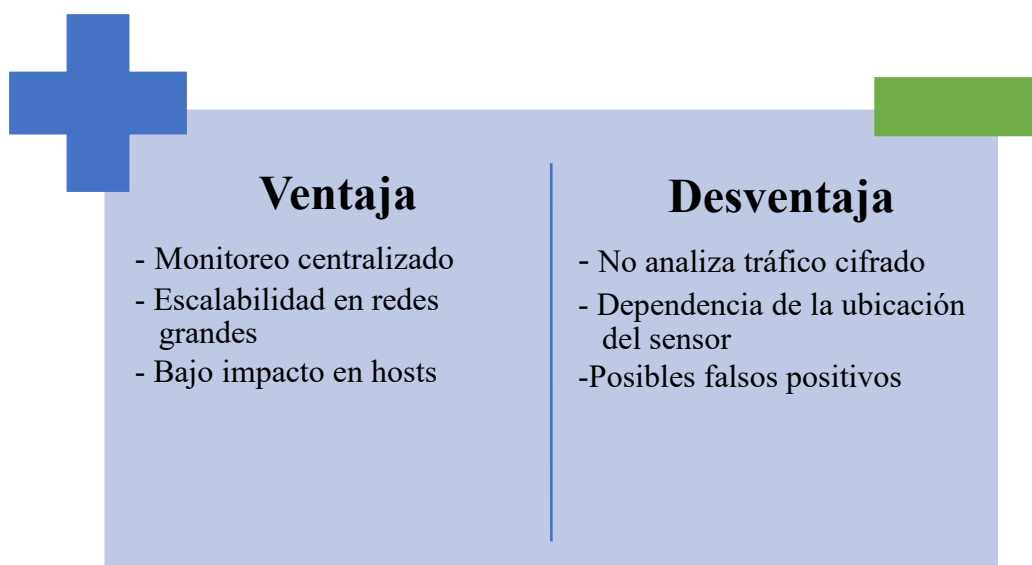 Ventaja
- Monitoreo centralizado
- Escalabilidad en redes
grandes
- Bajo impacto en hosts
Desventaja
- No analiza tráfico cifrado
- Dependencia de la ubicación
del sensor
-Posibles falsos positivos